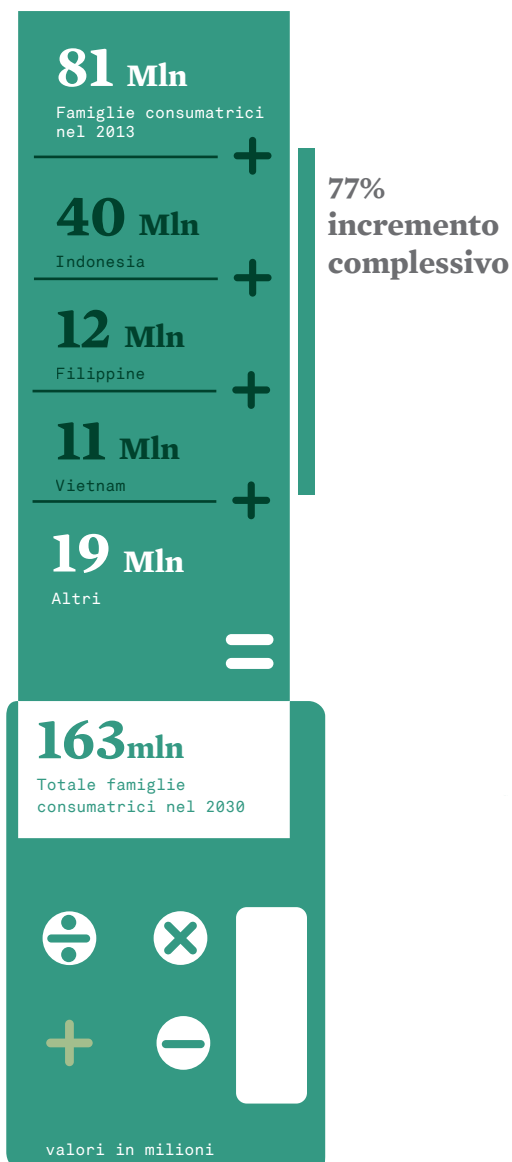 81 Mln
Famiglie consumatrici
nel 2013
+
77%
incremento
complessivo
40 Mln
Indonesia
+
12 Mln
Filippine
+
11 Mln
Vietnam
+
19 Mln
Altri
=
163mln
Totale famiglie
consumatrici nel 2030
÷ ×
+ −
valori in milioni